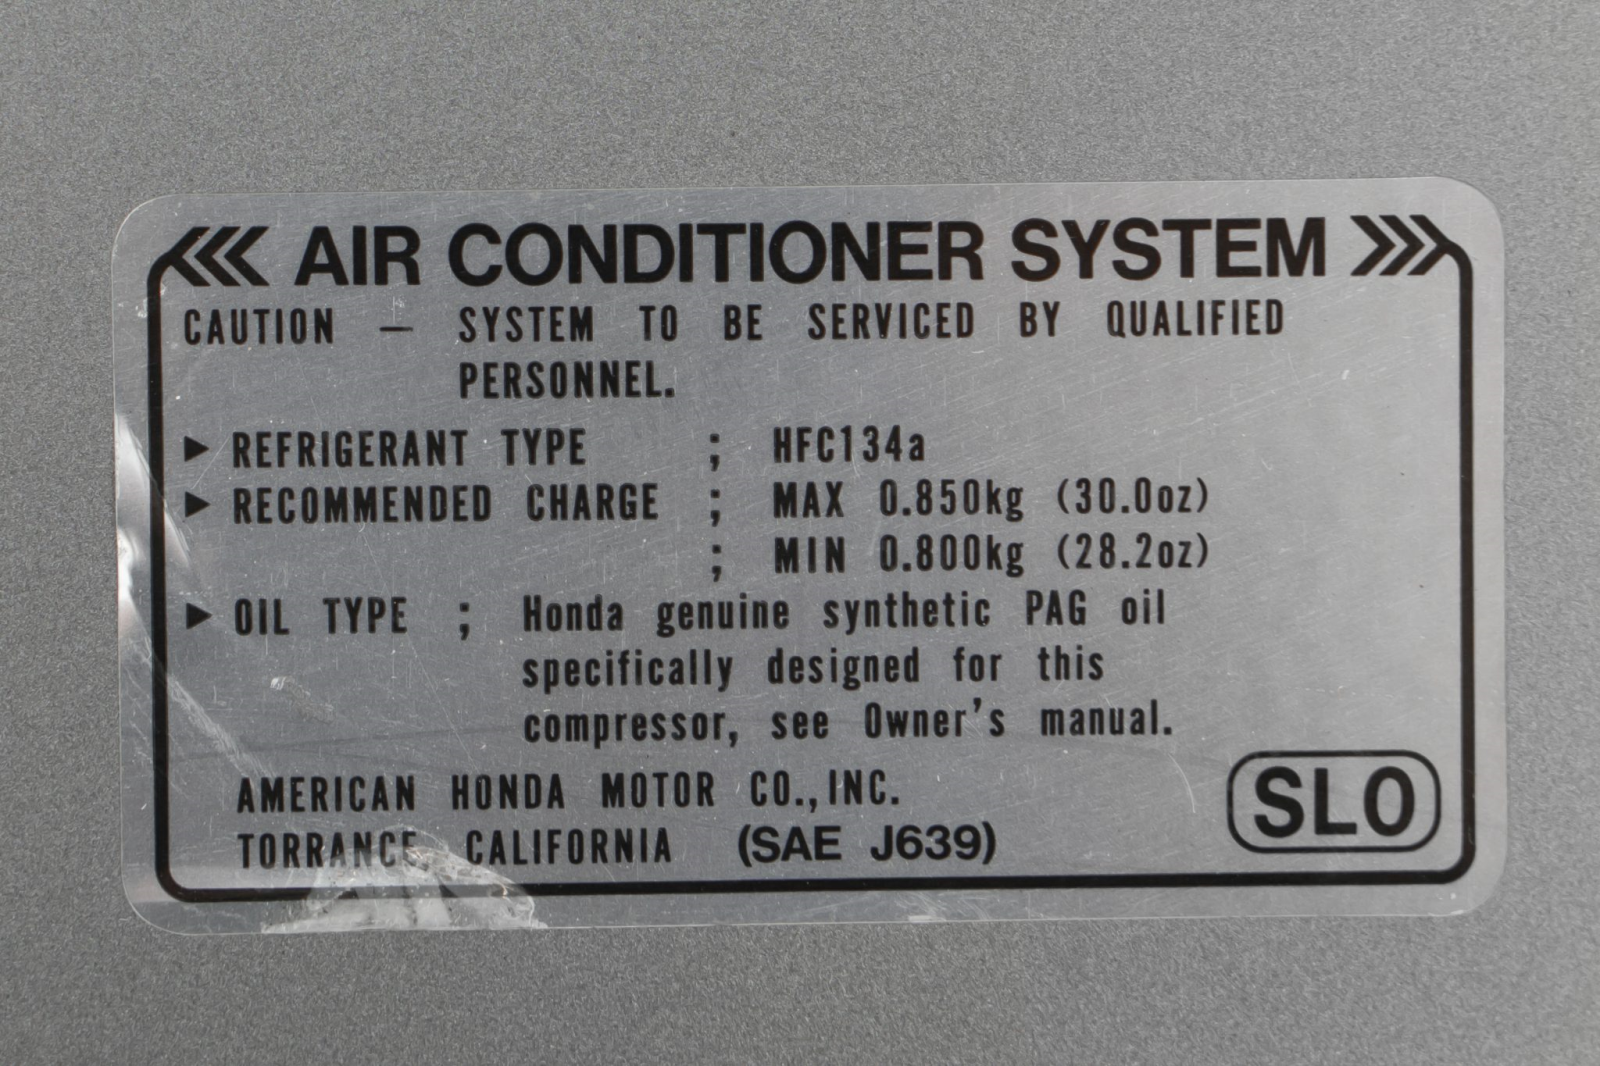 AIR CONDITIONER SYSTEM
CAUTION — SYSTEM TO BE SERVICED BY QUALIFIED
PERSONNEL.
▶ REFRIGERANT TYPE ; HFC134a
▶ RECOMMENDED CHARGE ; MAX 0.850kg (30.0oz)
; MIN 0.800kg (28.2oz)
▶ OIL TYPE ; Honda genuine synthetic PAG oil
specifically designed for this
compressor, see Owner's manual.
AMERICAN HONDA MOTOR CO., INC.
TORRANCE, CALIFORNIA (SAE J639)
SLO